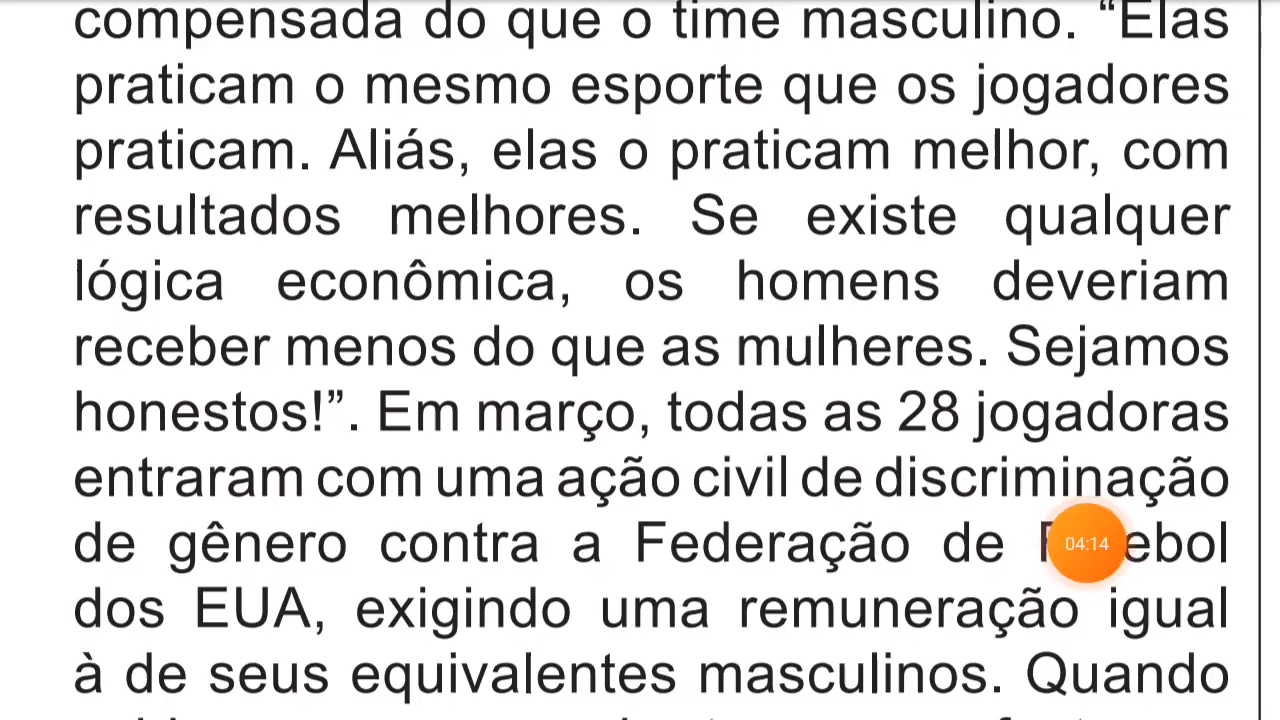 compensada do que o time masculino. “Elas
praticam o mesmo esporte que os jogadores
praticam. Aliás, elas o praticam melhor, com
resultados melhores. Se existe qualquer
lógica econômica, os homens deveriam
receber menos do que as mulheres. Sejamos
honestos!”. Em março, todas as 28 jogadoras
entraram com uma ação civil de discriminação
de gênero contra a Federação de
04:14
dos EUA, exigindo uma remuneração igual
à de seus equivalentes masculinos. Quando